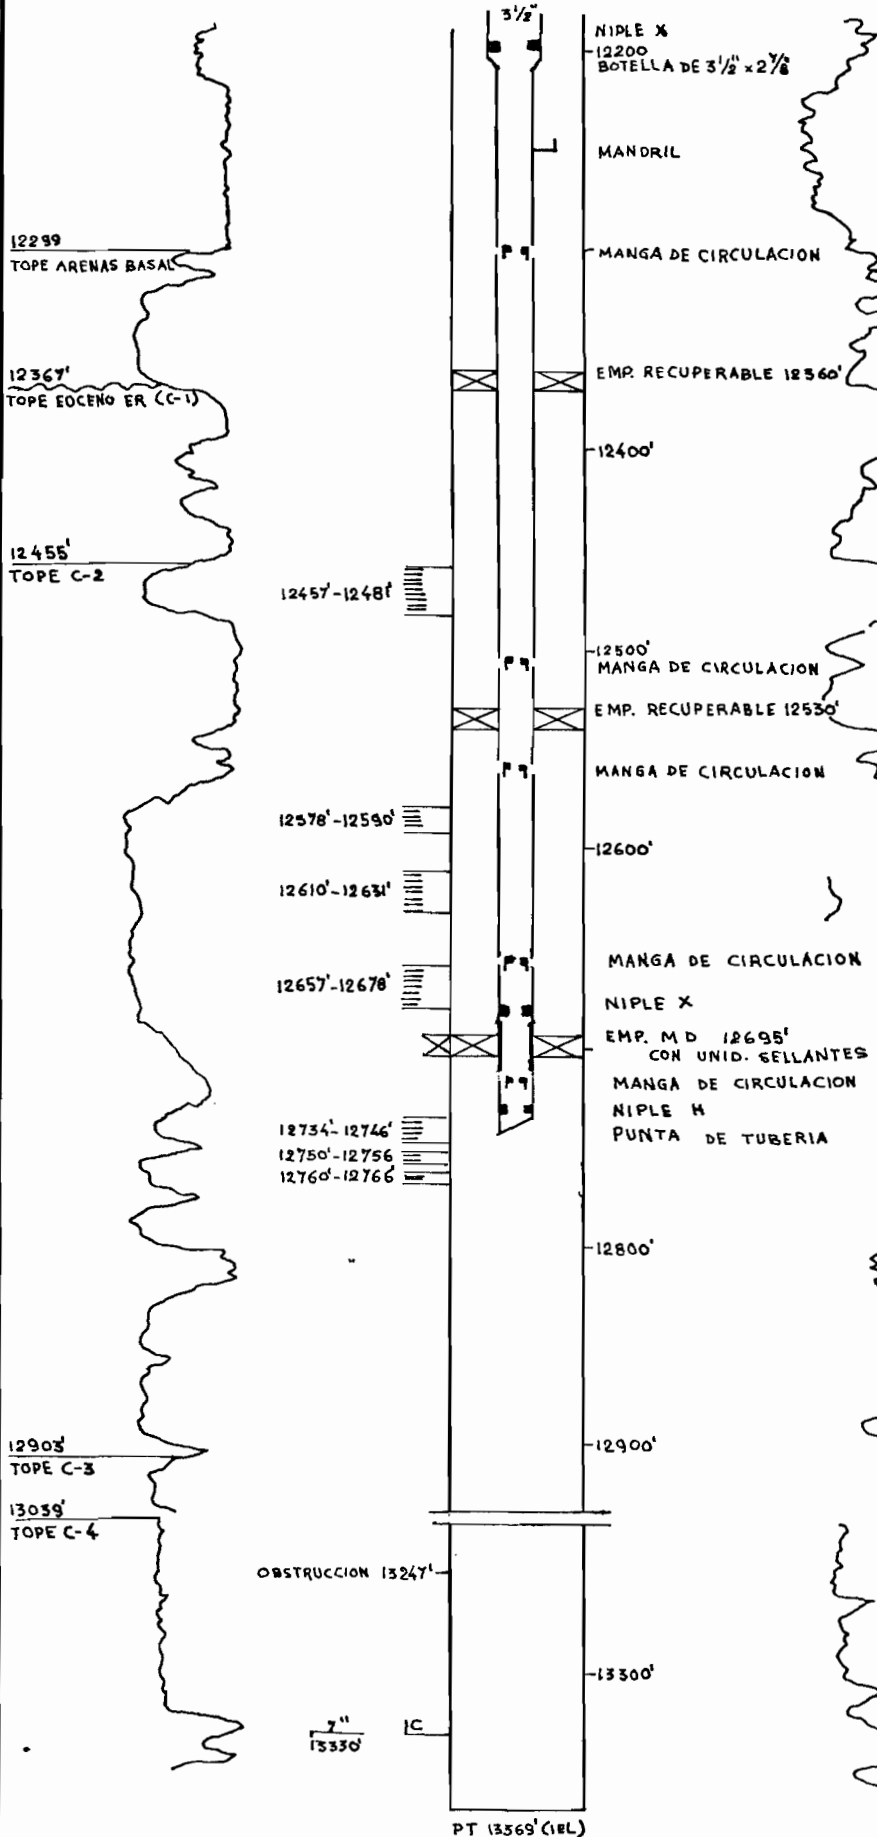 3½"
NIPLE X
12200
BOTELLA DE 3½" x 2⅞
MANDRIL
12299
TOPE ARENAS BASAL
MANGA DE CIRCULACION
12367'
TOPE EOCENO ER (C-1)
EMP. RECUPERABLE 12360'
12400'
12455'
TOPE C-2
12457'-12481'
12500'
MANGA DE CIRCULACION
EMP. RECUPERABLE 12530'
MANGA DE CIRCULACION
12578'-12590'
12600'
12610'-12631'
MANGA DE CIRCULACION
12657'-12678'
NIPLE X
EMP. MD 12695'
CON UNID. SELLANTES
MANGA DE CIRCULACION
NIPLE H
PUNTA DE TUBERIA
12734'-12746'
12750'-12756
12760'-12766'
12800'
12903'
TOPE C-3
12900'
13039'
TOPE C-4
OBSTRUCCION 13247'
13300'
7"
13330'
C
PT 13369' (IEL)